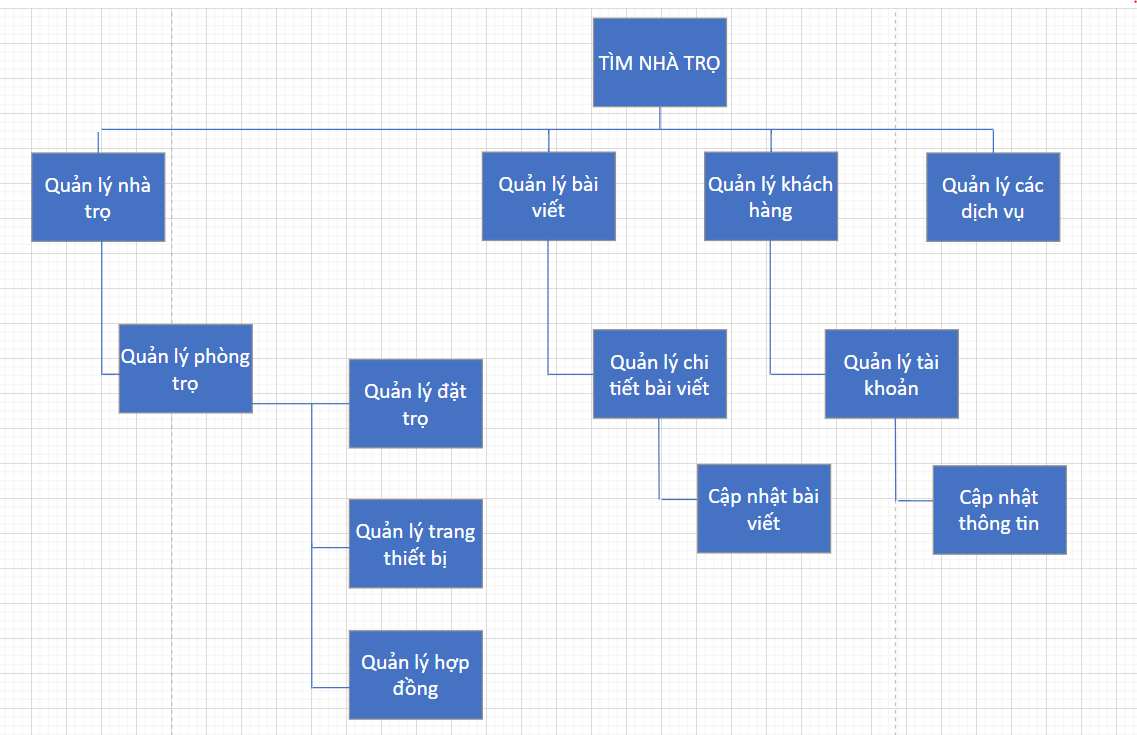 TÌM NHÀ TRỌ
Quản lý nhà
trọ
Quản lý bài
viết
Quản lý khách
hàng
Quản lý các
dịch vụ
Quản lý phòng
trọ
Quản lý đặt
trọ
Quản lý chi
tiết bài viết
Quản lý tài
khoản
Quản lý trang
thiết bị
Cập nhật bài
viết
Cập nhật
thông tin
Quản lý hợp
đồng